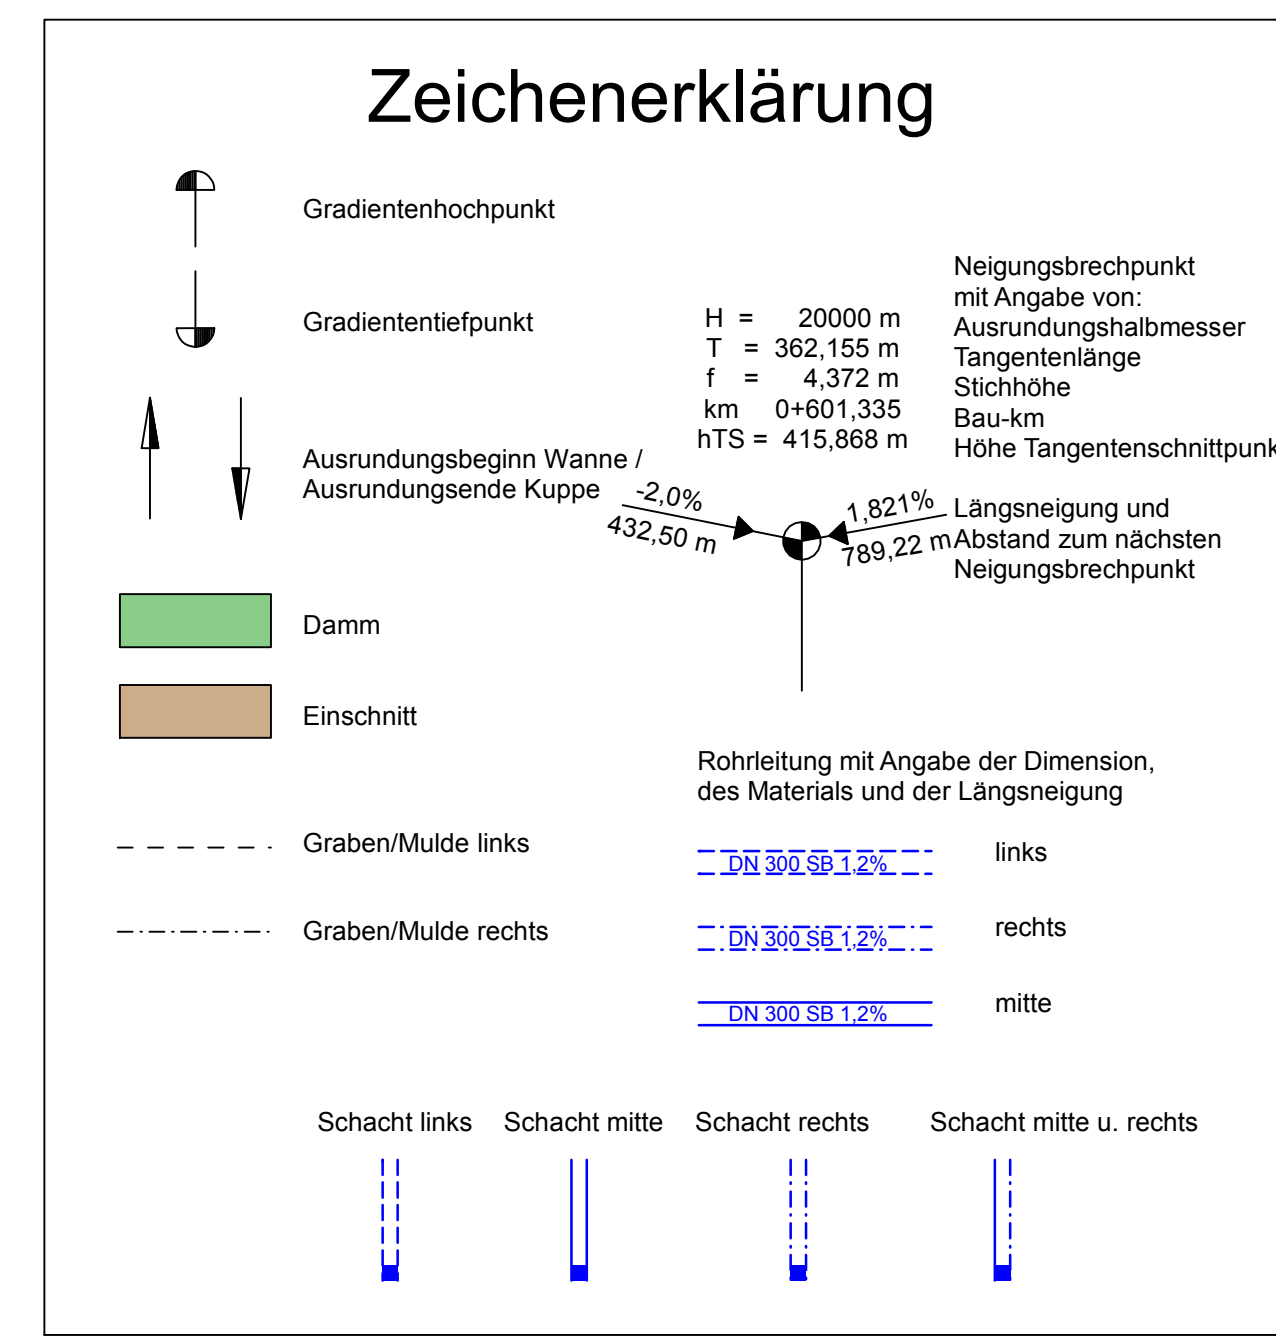 Zeichenerklärung
Gradientenhochpunkt
Gradiententiefpunkt
Ausrundungsbeginn Wanne /
Ausrundungsende Kuppe
Damm
Einschnitt
Graben/Mulde links
Graben/Mulde rechts
H = 20000 m
T = 362,155 m
f = 4,372 m
km 0+601,335
hTS = 415,868 m
Neigungsbrechpunkt
mit Angabe von:
Ausrundungshalbmesser
Tangentenlänge
Stichhöhe
Bau-km
Höhe Tangentenschnittpunk
-2,0%
432,50 m
1,821%
789,22 m
Längsneigung und
Abstand zum nächsten
Neigungsbrechpunkt
Rohrleitung mit Angabe der Dimension,
des Materials und der Längsneigung
DN 300 SB 1,2% links
DN 300 SB 1,2% rechts
DN 300 SB 1,2% mitte
Schacht links Schacht mitte Schacht rechts Schacht mitte u. rechts